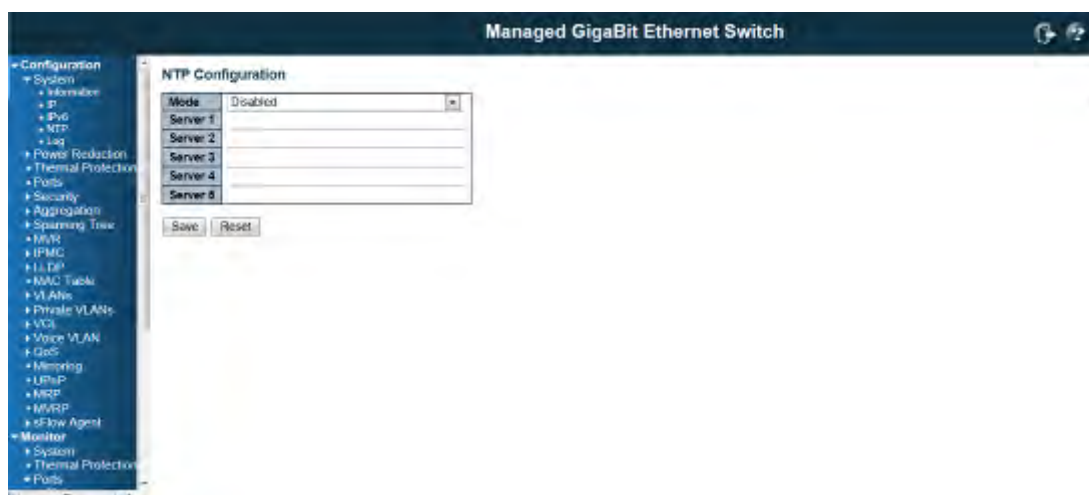 Managed GigaBit Ethernet Switch
Configuration
System
Information
IP
IPv6
NTP
Log
Power Reduction
Thermal Protection
Ports
Security
Aggregation
Spanning Tree
MVR
IPMC
LLDP
MAC Table
VLANs
Private VLANs
VCL
Voice VLAN
QoS
Mirroring
UPnP
MRP
MVRP
sFlow Agent
Monitor
System
Thermal Protection
Ports
NTP Configuration
Mode Disabled
Server 1
Server 2
Server 3
Server 4
Server 5
Save Reset